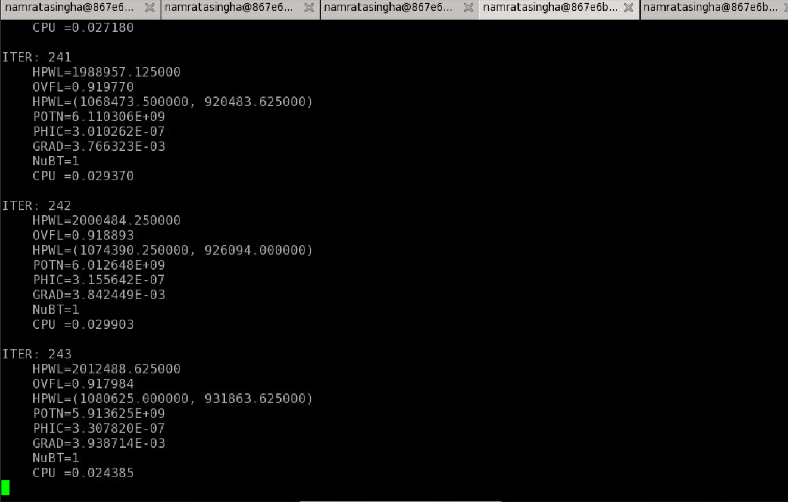 namratasingha@867e6... namratasingha@867e6... namratasingha@867e6... namratasingha@867e6b... namratasingha@867e6b...
CPU =0.027180
ITER: 241
HPWL=1988957.125000
OVFL=0.919770
HPWL=(1068473.500000, 920483.625000)
POTN=6.110306E+09
PHIC=3.010262E-07
GRAD=3.766323E-03
NuBT=1
CPU =0.029370
ITER: 242
HPWL=2000484.250000
OVFL=0.918893
HPWL=(1074390.250000, 926094.000000)
POTN=6.012648E+09
PHIC=3.155642E-07
GRAD=3.842449E-03
NuBT=1
CPU =0.029903
ITER: 243
HPWL=2012488.625000
OVFL=0.917984
HPWL=(1080625.000000, 931863.625000)
POTN=5.913625E+09
PHIC=3.307820E-07
GRAD=3.938714E-03
NuBT=1
CPU =0.024385